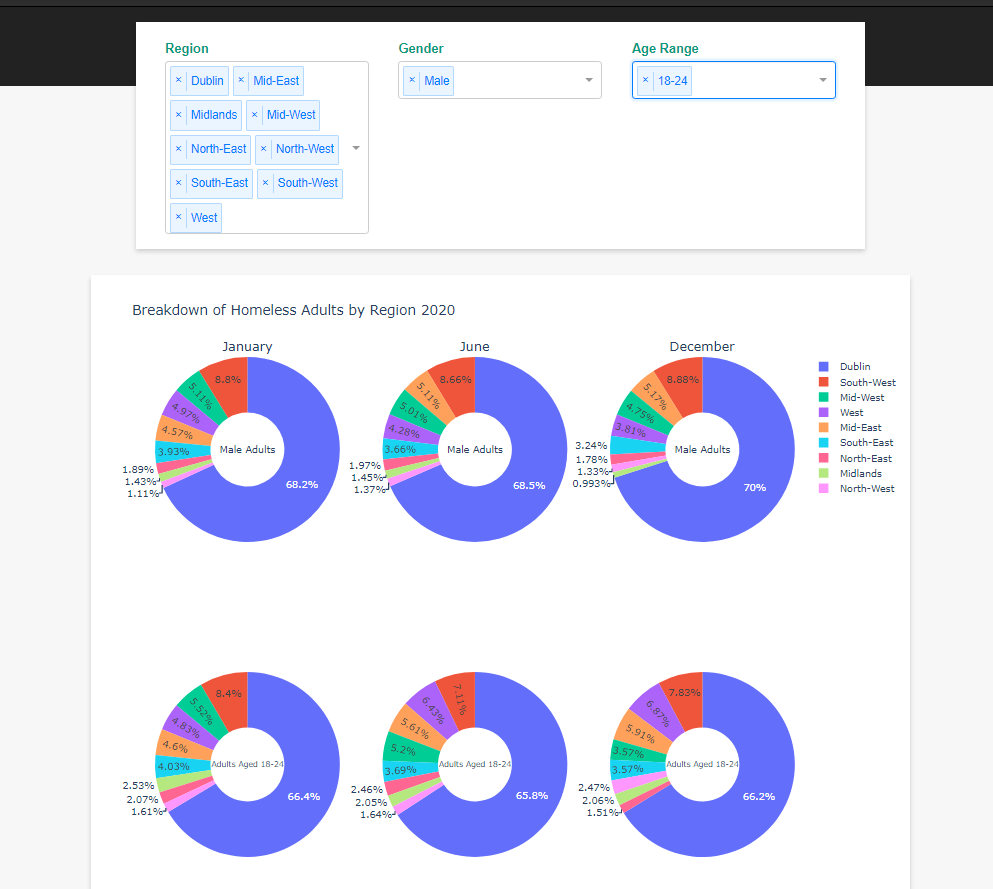 Region Gender Age Range
× Dublin × Mid-East × Male × 18-24
× Midlands × Mid-West
× North-East × North-West
× South-East × South-West
× West
Breakdown of Homeless Adults by Region 2020
January June December
Male Adults
68.2%
8.8%
5.11%
4.97%
4.57%
3.93%
1.89%
1.43%
1.11%
Male Adults
68.5%
8.66%
5.11%
5.01%
4.28%
3.66%
1.97%
1.45%
1.37%
Male Adults
70%
8.88%
5.17%
4.75%
3.81%
3.24%
1.78%
1.33%
0.993%
Dublin
South-West
Mid-West
West
Mid-East
South-East
North-East
Midlands
North-West
Adults Aged 18-24
66.4%
8.4%
5.52%
4.83%
4.6%
4.03%
2.53%
2.07%
1.61%
Adults Aged 18-24
65.8%
7.11%
6.43%
5.61%
5.2%
3.69%
2.46%
2.05%
1.64%
Adults Aged 18-24
66.2%
7.83%
6.87%
5.91%
3.57%
3.57%
2.47%
2.06%
1.51%